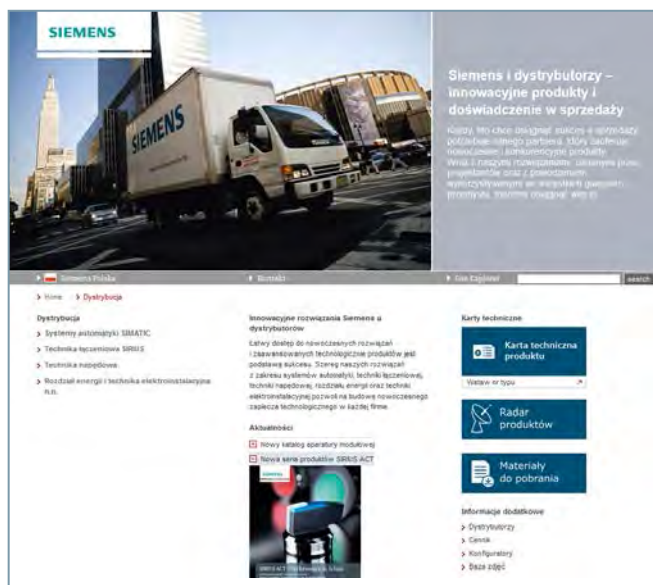 SIEMENS
SIEMENS
Siemens i dystrybutorzy –
innowacyjne produkty i
doświadczenie w sprzedaży
Siemens Polska
Kontakt
search
Home
Dystrybucja
Dystrybucja
Systemy automatyki SIMATIC
Technika łączeniowa SIRIUS
Technika napędowa
Rozdział energii i technika elektroinstalacyjna
n.n.
Innowacyjne rozwiązania Siemens u
dystrybutorów
Łatwy dostęp do nowoczesnych rozwiązań
i zaawansowanych technologicznie produktów jest
podstawą sukcesu. Szereg naszych rozwiązań
z zakresu systemów automatyki, techniki łączeniowej,
techniki napędowej, rozdziału energii oraz techniki
elektroinstalacyjnej pozwoli na budowę nowoczesnego
zaplecza technologicznego w każdej firmie.
Aktualności
Nowy katalog aparatury modułowej
Nowa seria produktów SIRIUS ACT
SIEMENS
Karty techniczne
Karta techniczna
produktu
Wstaw nr typu
Radar
produktów
Materiały
do pobrania
Informacje dodatkowe
Dystrybutorzy
Cennik
Konfiguratory
Baza zdjęć